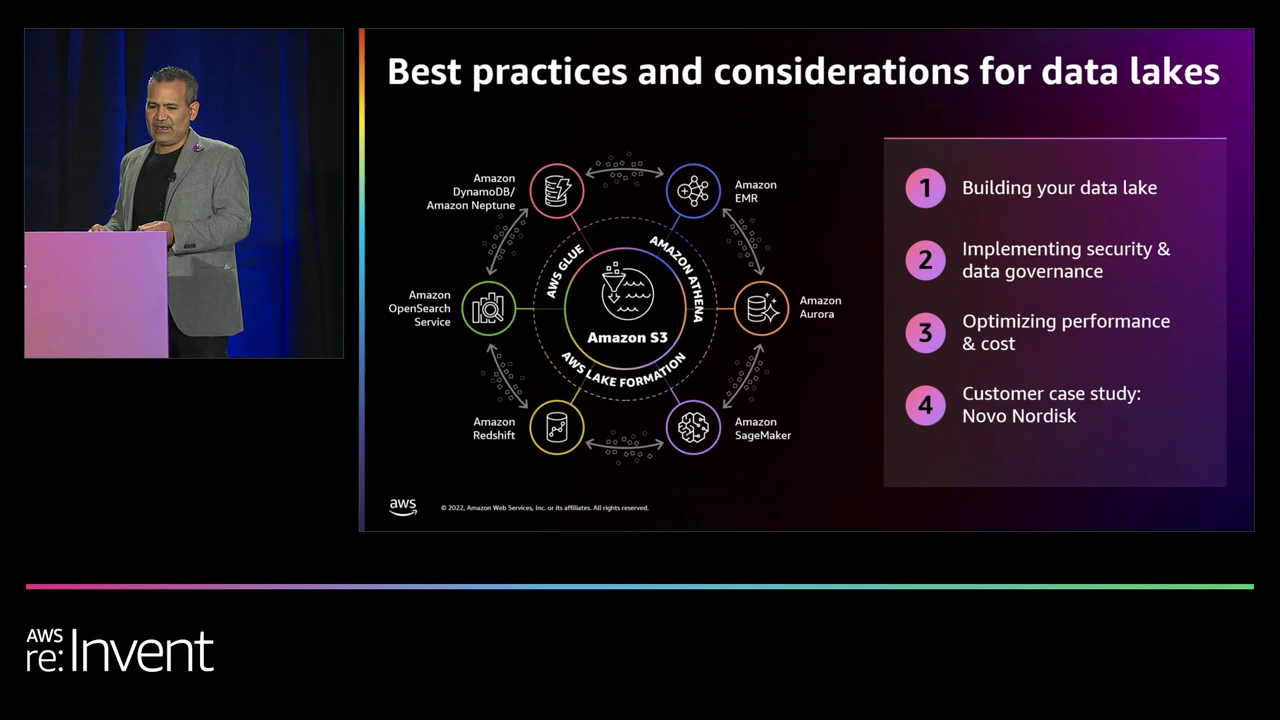 Best practices and considerations for data lakes
Amazon
DynamoDB/
Amazon Neptune
Amazon
EMR
AWS GLUE
AMAZON ATHENA
Amazon
OpenSearch
Service
Amazon S3
Amazon
Aurora
AWS LAKE FORMATION
Amazon
Redshift
Amazon
SageMaker
1 Building your data lake
2 Implementing security &
data governance
3 Optimizing performance
& cost
4 Customer case study:
Novo Nordisk
aws
© 2022, Amazon Web Services, Inc. or its affiliates. All rights reserved.
AWS
re:Invent